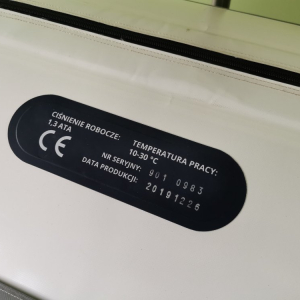 CIŚNIENIE ROBOCZE:
1,3 ATA
TEMPERATURA PRACY:
10-30 °C
CE
NR SERYJNY: 901 0983
DATA PRODUKCJI: 20191228